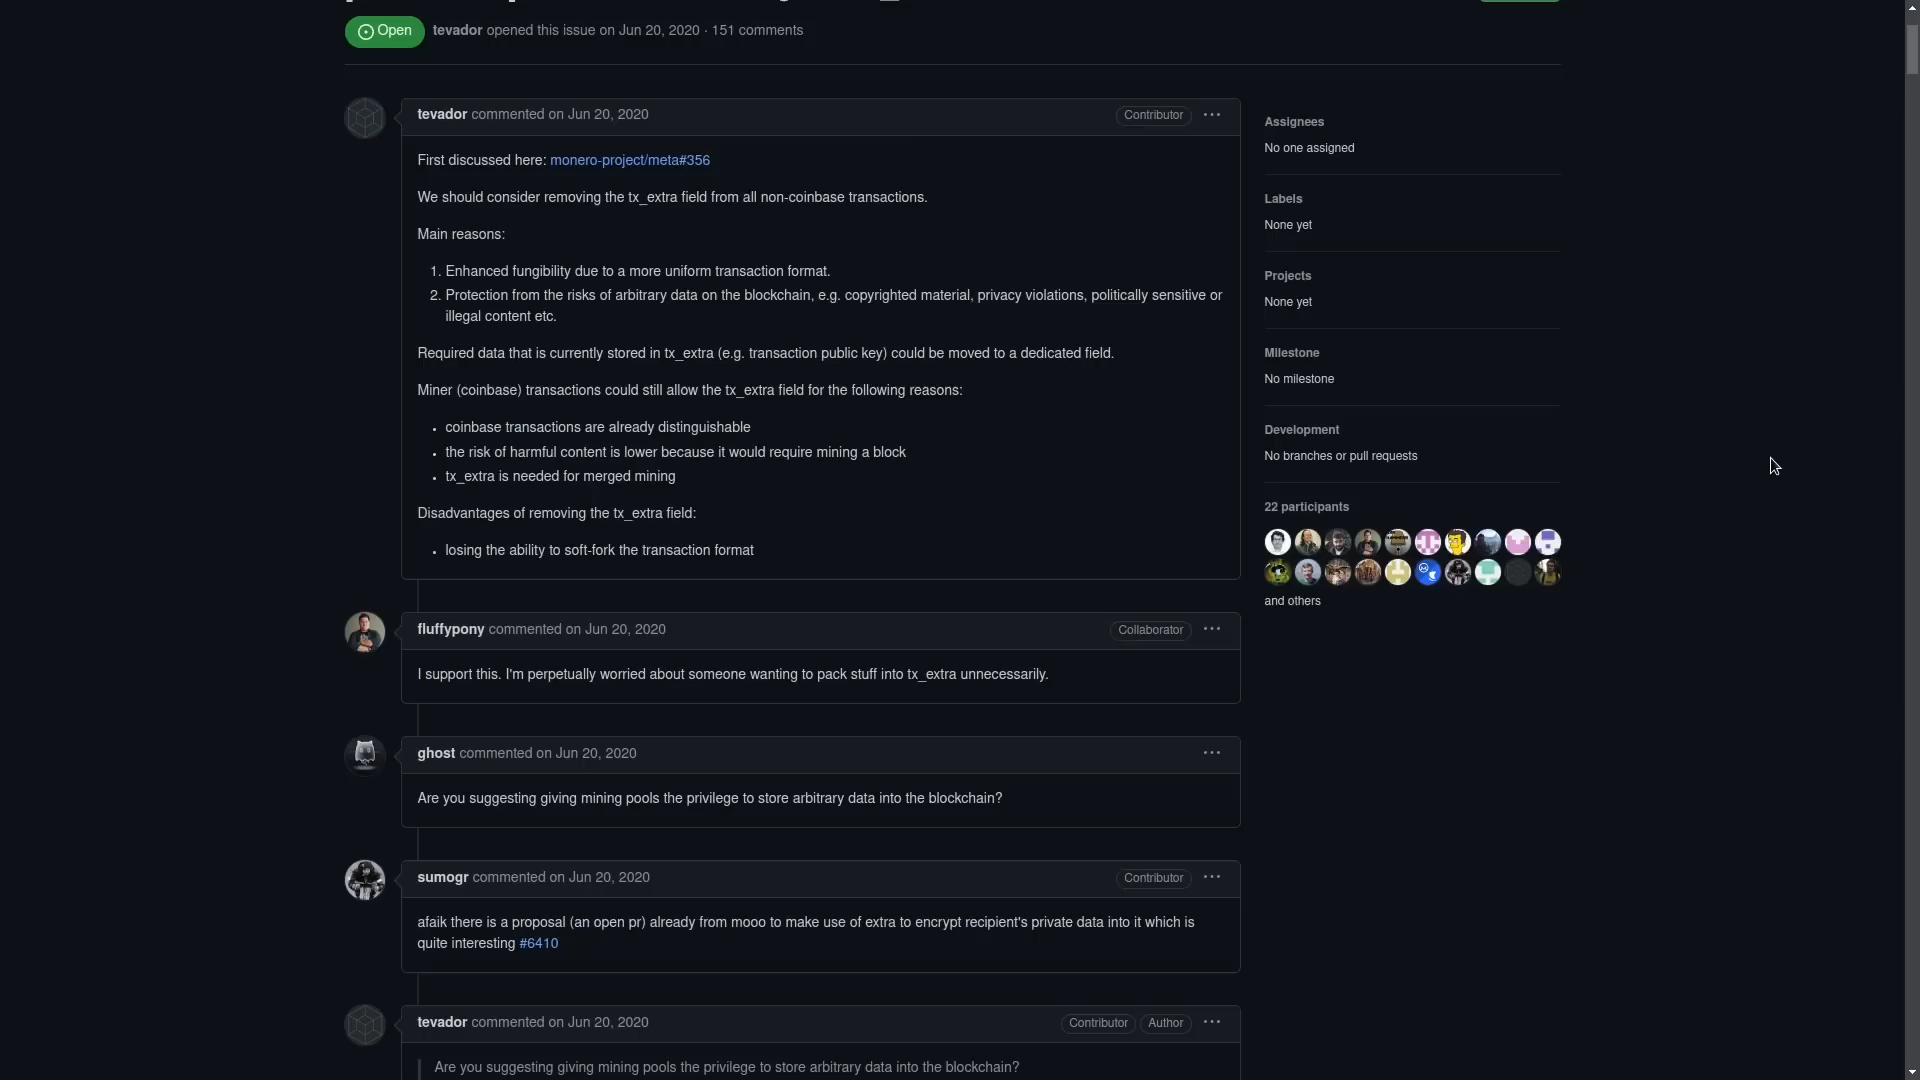 Open
tevador opened this issue on Jun 20, 2020 · 151 comments
tevador commented on Jun 20, 2020
Contributor
First discussed here: monero-project/meta#356
We should consider removing the tx_extra field from all non-coinbase transactions.
Main reasons:
1. Enhanced fungibility due to a more uniform transaction format.
2. Protection from the risks of arbitrary data on the blockchain, e.g. copyrighted material, privacy violations, politically sensitive or
illegal content etc.
Required data that is currently stored in tx_extra (e.g. transaction public key) could be moved to a dedicated field.
Miner (coinbase) transactions could still allow the tx_extra field for the following reasons:
• coinbase transactions are already distinguishable
• the risk of harmful content is lower because it would require mining a block
• tx_extra is needed for merged mining
Disadvantages of removing the tx_extra field:
• losing the ability to soft-fork the transaction format
fluffypony commented on Jun 20, 2020
Collaborator
I support this. I'm perpetually worried about someone wanting to pack stuff into tx_extra unnecessarily.
ghost commented on Jun 20, 2020
Are you suggesting giving mining pools the privilege to store arbitrary data into the blockchain?
sumogr commented on Jun 20, 2020
Contributor
afaik there is a proposal (an open pr) already from mooo to make use of extra to encrypt recipient's private data into it which is
quite interesting #6410
tevador commented on Jun 20, 2020
Contributor
Author
Are you suggesting giving mining pools the privilege to store arbitrary data into the blockchain?
Assignees
No one assigned
Labels
None yet
Projects
None yet
Milestone
No milestone
Development
No branches or pull requests
22 participants
and others